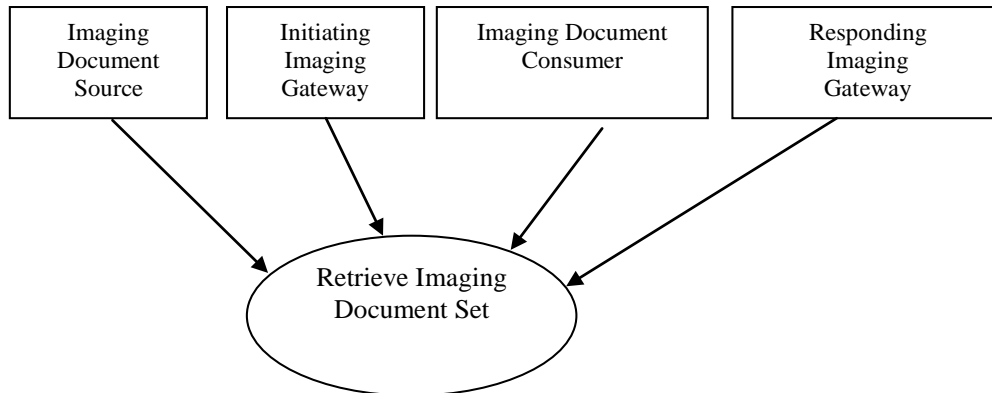 Imaging
Document
Source
Initiating
Imaging
Gateway
Imaging Document
Consumer
Responding
Imaging
Gateway
Retrieve Imaging
Document Set